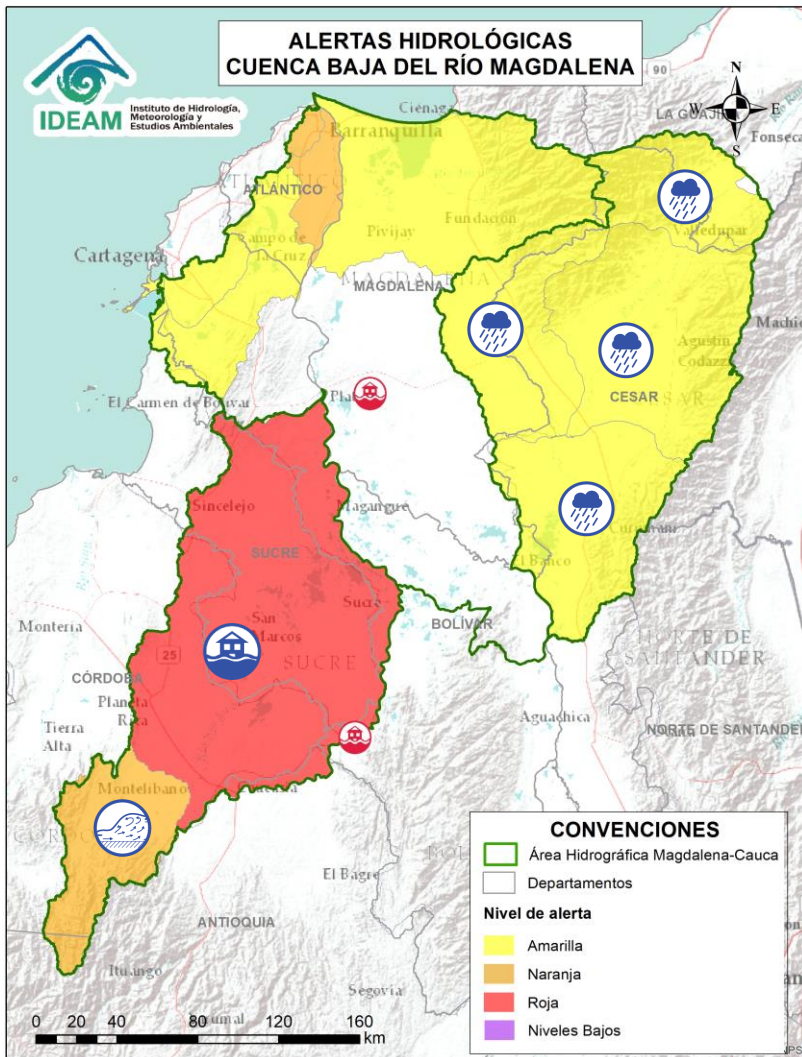 ALERTAS HIDROLÓGICAS
CUENCA BAJA DEL RÍO MAGDALENA
IDEAM
Instituto de Hidrología,
Meteorología y
Estudios Ambientales
90
N
W
E
S
Ciénaga
LA GUAJIRA
Fonseca
Barranquilla
ATLÁNTICO
Valledupar
Fundación
Pivijay
Campo de
la Cruz
Cartagena
MAGDALENA
MAGDALENA
Agustín
Codazzi
CESAR
El Carmen de Bolívar
Sincelejo
Magangué
SUCRE
El Banco
Sucre
San
Marcos
BOLÍVAR
Montería
SUCRE
25
CÓRDOBA
Planeta
Rica
Aguachica
NORTE DE SANTANDER
Tierra
Alta
Montelíbano
El Bagre
ANTIOQUIA
Ituango
Segovia
0 20 40 80 120 160
km
CONVENCIONES
Área Hidrográfica Magdalena-Cauca
Departamentos
Nivel de alerta
Amarilla
Naranja
Roja
Niveles Bajos